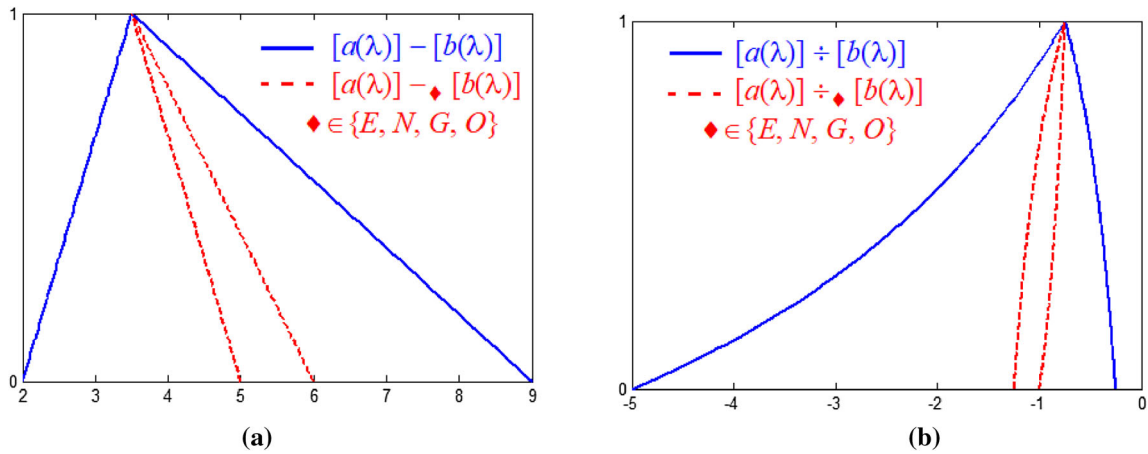 1
[a(λ)] − [b(λ)]
[a(λ)] −♦ [b(λ)]
♦ ∈ {E, N, G, O}
0
2 3 4 5 6 7 8 9
(a)
1
[a(λ)] ÷ [b(λ)]
[a(λ)] ÷♦ [b(λ)]
♦ ∈ {E, N, G, O}
0
-5 -4 -3 -2 -1 0
(b)